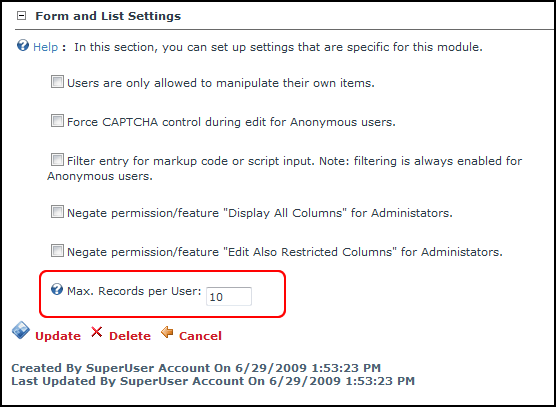 Form and List Settings
Help : In this section, you can set up settings that are specific for this module.
Users are only allowed to manipulate their own items.
Force CAPTCHA control during edit for Anonymous users.
Filter entry for markup code or script input. Note: filtering is always enabled for
Anonymous users.
Negate permission/feature "Display All Columns" for Administators.
Negate permission/feature "Edit Also Restricted Columns" for Administators.
Max. Records per User: 10
Update Delete Cancel
Created By SuperUser Account On 6/29/2009 1:53:23 PM
Last Updated By SuperUser Account On 6/29/2009 1:53:23 PM